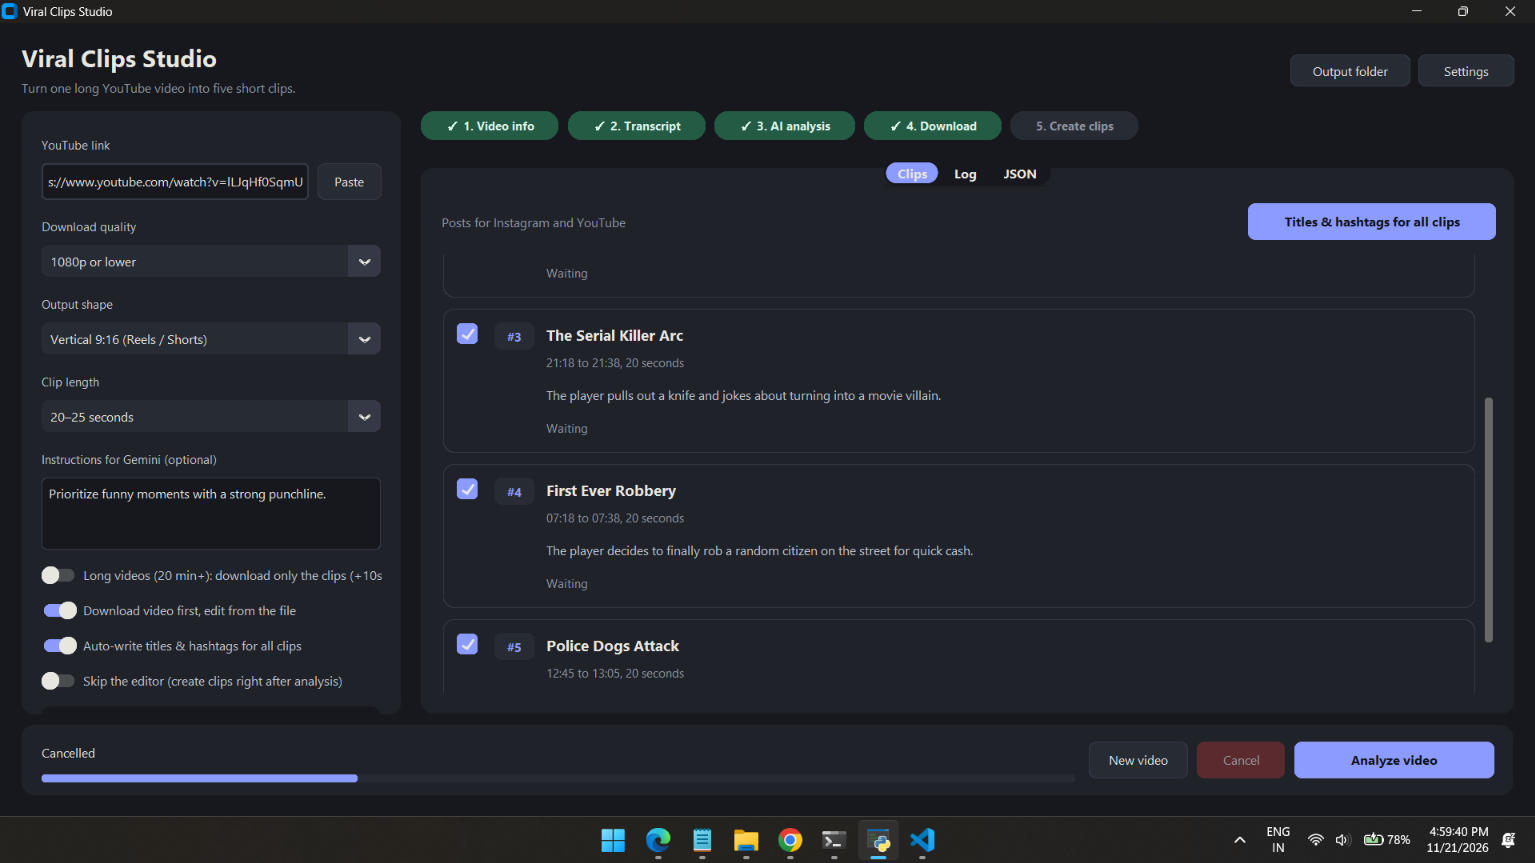 Viral Clips Studio
Viral Clips Studio
Turn one long YouTube video into five short clips.
Output folder
Settings
YouTube link
s://www.youtube.com/watch?v=lLJqHf0SqmU
Paste
Download quality
1080p or lower
Output shape
Vertical 9:16 (Reels / Shorts)
Clip length
20–25 seconds
Instructions for Gemini (optional)
Prioritize funny moments with a strong punchline.
Long videos (20 min+): download only the clips (+10s
Download video first, edit from the file
Auto-write titles & hashtags for all clips
Skip the editor (create clips right after analysis)
✓ 1. Video info
✓ 2. Transcript
✓ 3. AI analysis
✓ 4. Download
5. Create clips
Clips
Log
JSON
Posts for Instagram and YouTube
Titles & hashtags for all clips
Waiting
#3
The Serial Killer Arc
21:18 to 21:38, 20 seconds
The player pulls out a knife and jokes about turning into a movie villain.
Waiting
#4
First Ever Robbery
07:18 to 07:38, 20 seconds
The player decides to finally rob a random citizen on the street for quick cash.
Waiting
#5
Police Dogs Attack
12:45 to 13:05, 20 seconds
Cancelled
New video
Cancel
Analyze video
ENG
IN
78%
4:59:40 PM
11/21/2026